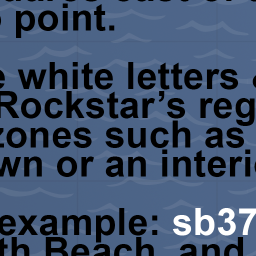 point.
white letters
Rockstar’s reg
zones such as
wn or an interi
example: sb37
th Beach, and